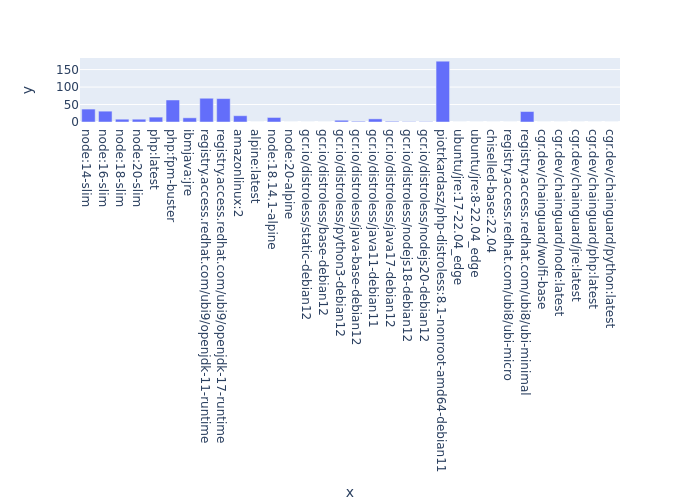 y
150
100
50
0
node:14-slim
node:16-slim
node:18-slim
node:20-slim
php:latest
php:fpm-buster
ibmjava:jre
registry.access.redhat.com/ubi9/openjdk-11-runtime
registry.access.redhat.com/ubi9/openjdk-17-runtime
amazonlinux:2
alpine:latest
node:18.14.1-alpine
node:20-alpine
gcr.io/distroless/static-debian12
gcr.io/distroless/base-debian12
gcr.io/distroless/python3-debian12
gcr.io/distroless/java-base-debian12
gcr.io/distroless/java11-debian11
gcr.io/distroless/java17-debian12
gcr.io/distroless/nodejs18-debian12
gcr.io/distroless/nodejs20-debian12
piotrkardasz/php-distroless:8.1-nonroot-amd64-debian11
ubuntu/jre:17-22.04_edge
ubuntu/jre:8-22.04_edge
chiselled-base:22.04
registry.access.redhat.com/ubi8/ubi-micro
registry.access.redhat.com/ubi8/ubi-minimal
cgr.dev/chainguard/wolfi-base
cgr.dev/chainguard/node:latest
cgr.dev/chainguard/jre:latest
cgr.dev/chainguard/php:latest
cgr.dev/chainguard/python:latest
x